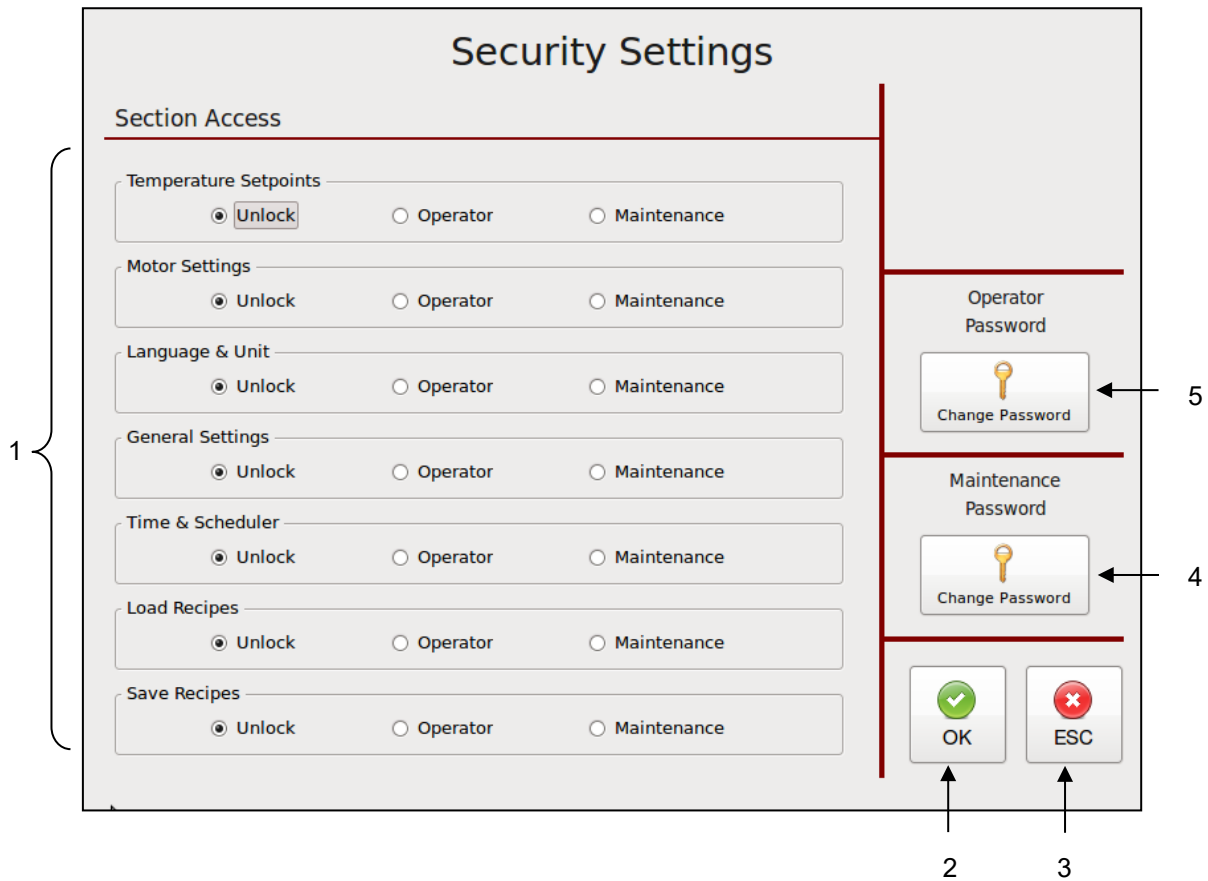 Security Settings
Section Access
1
Temperature Setpoints
Unlock Operator Maintenance
Motor Settings
Unlock Operator Maintenance
Language & Unit
Unlock Operator Maintenance
General Settings
Unlock Operator Maintenance
Time & Scheduler
Unlock Operator Maintenance
Load Recipes
Unlock Operator Maintenance
Save Recipes
Unlock Operator Maintenance
Operator
Password
Change Password
5
Maintenance
Password
Change Password
4
OK ESC
2 3